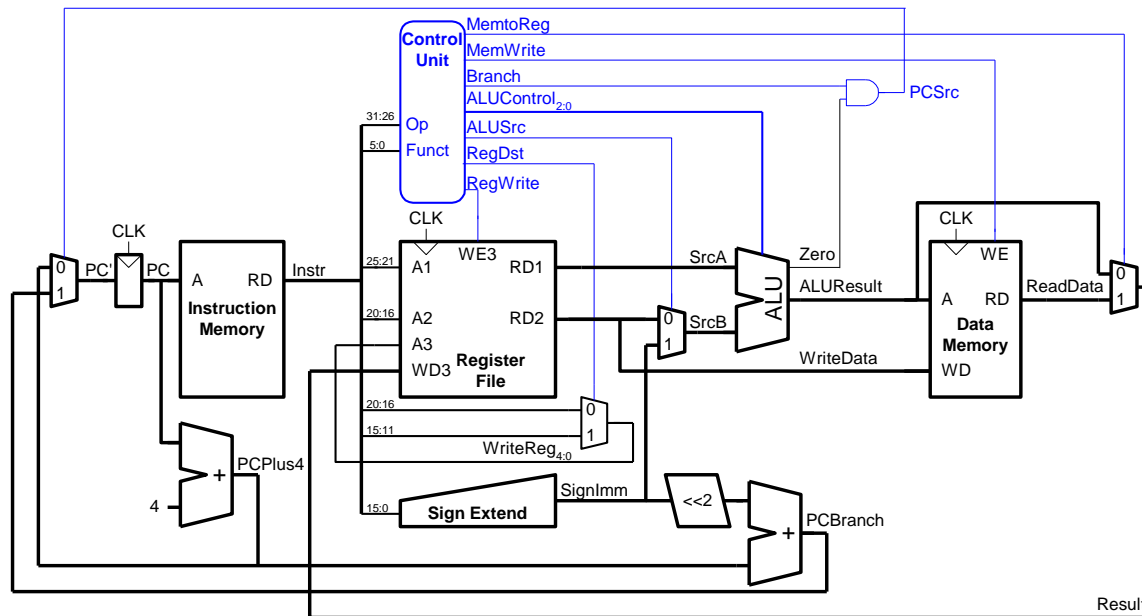 MemtoReg
Control
Unit
MemWrite
Branch
PCSrc
ALUControl2:0
31:26
Op
ALUSrc
5:0
Funct
RegDst
RegWrite
CLK
CLK
CLK
0
1
PC'
PC
A
RD
Instruction
Memory
Instr
25:21
A1
WE3
RD1
SrcA
Zero
WE
0
1
20:16
A2
RD2
0
1
SrcB
ALU
ALUResult
A
RD
ReadData
A3
Data
Memory
WD3
Register
File
WriteData
WD
20:16
0
15:11
1
WriteReg4:0
PCPlus4
+
4
15:0
Sign Extend
SignImm
<<2
+
PCBranch
Result